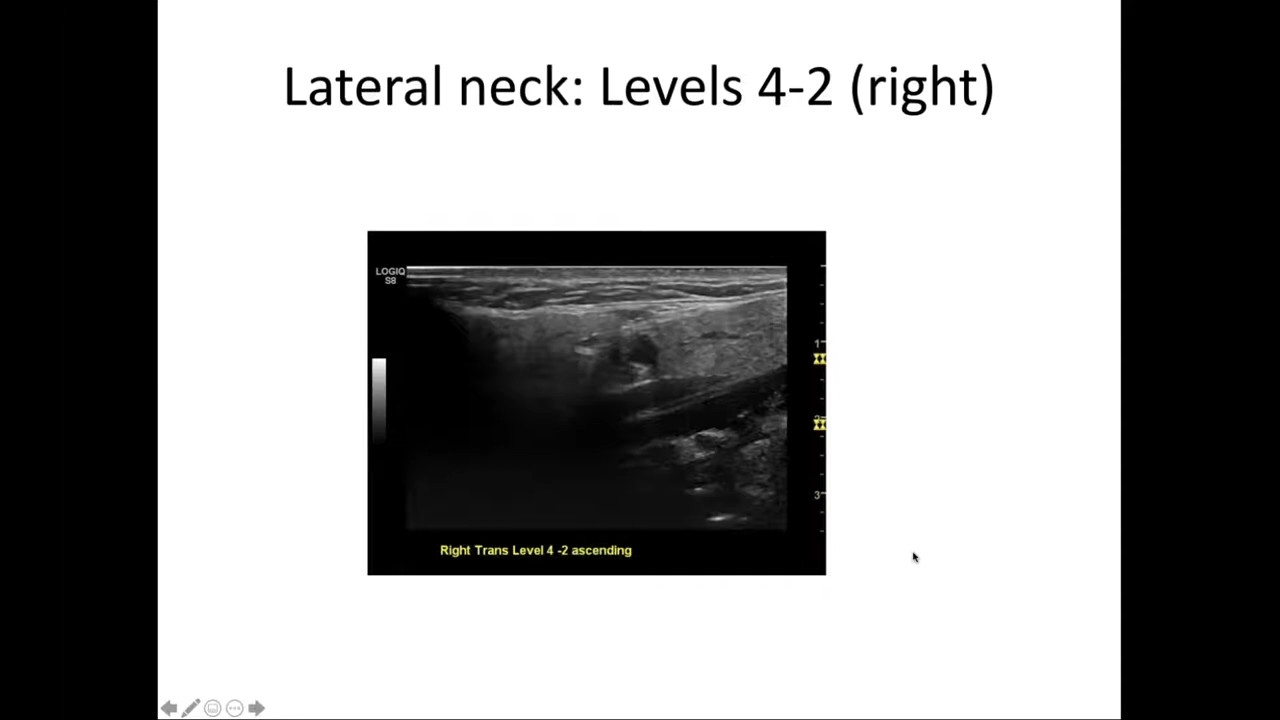 Lateral neck: Levels 4-2 (right)
LOGIQ
S8
1
2
3
Right Trans Level 4 -2 ascending